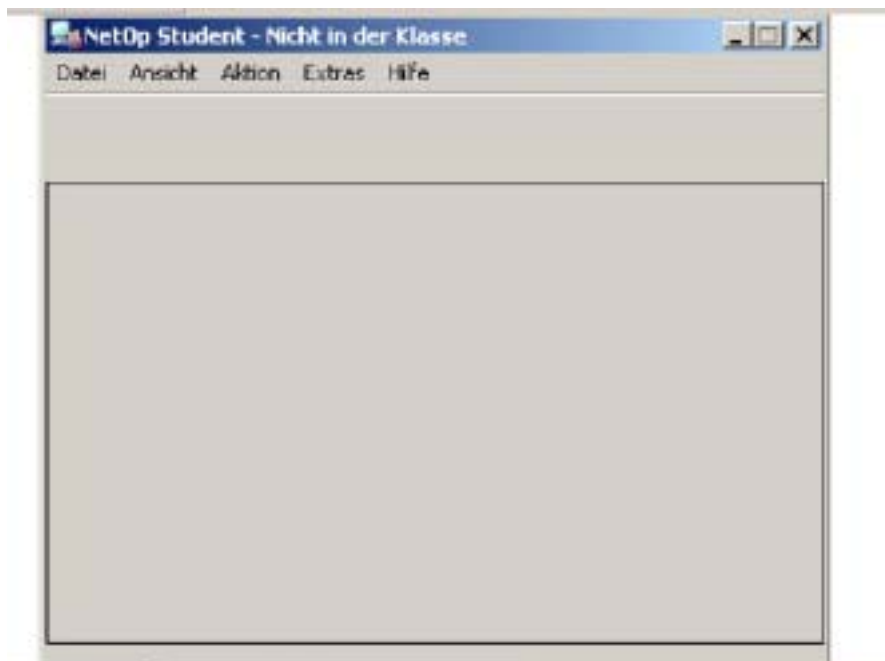 NetOp Student - Nicht in der Klasse
Datei Ansicht Aktion Extras Hilfe